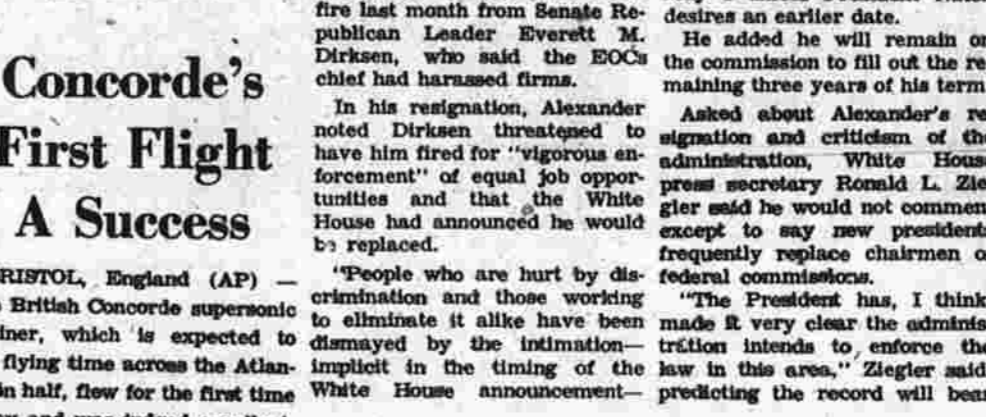 Concorde's
First Flight
A Success
RISTOL, England (AP) —
British Concorde supersonic
iner, which is expected to
flying time across the Atlan-
n half, flew for the first time
fire last month from Senate Re-
publican Leader Everett M.
Dirksen, who said the EOCs
chief had harassed firms.
In his resignation, Alexander
noted Dirksen threatened to
have him fired for "vigorous en-
forcement" of equal job oppor-
tunities and that the White
House had announced he would
be replaced.
"People who are hurt by dis-
crimination and those working
to eliminate it alike have been
dismayed by the intimation—
implicit in the timing of the
White House announcement—
desires an earlier date.
He added he will remain on
the commission to fill out the re
maining three years of his term
Asked about Alexander's re
signation and criticism of the
administration, White House
press secretary Ronald L. Zie
gler said he would not commen
except to say new presidents
frequently replace chairmen o
federal commissions.
"The President has, I think
made it very clear the adminis
tration intends to enforce the
law in this area," Ziegler said
predicting the record will bear